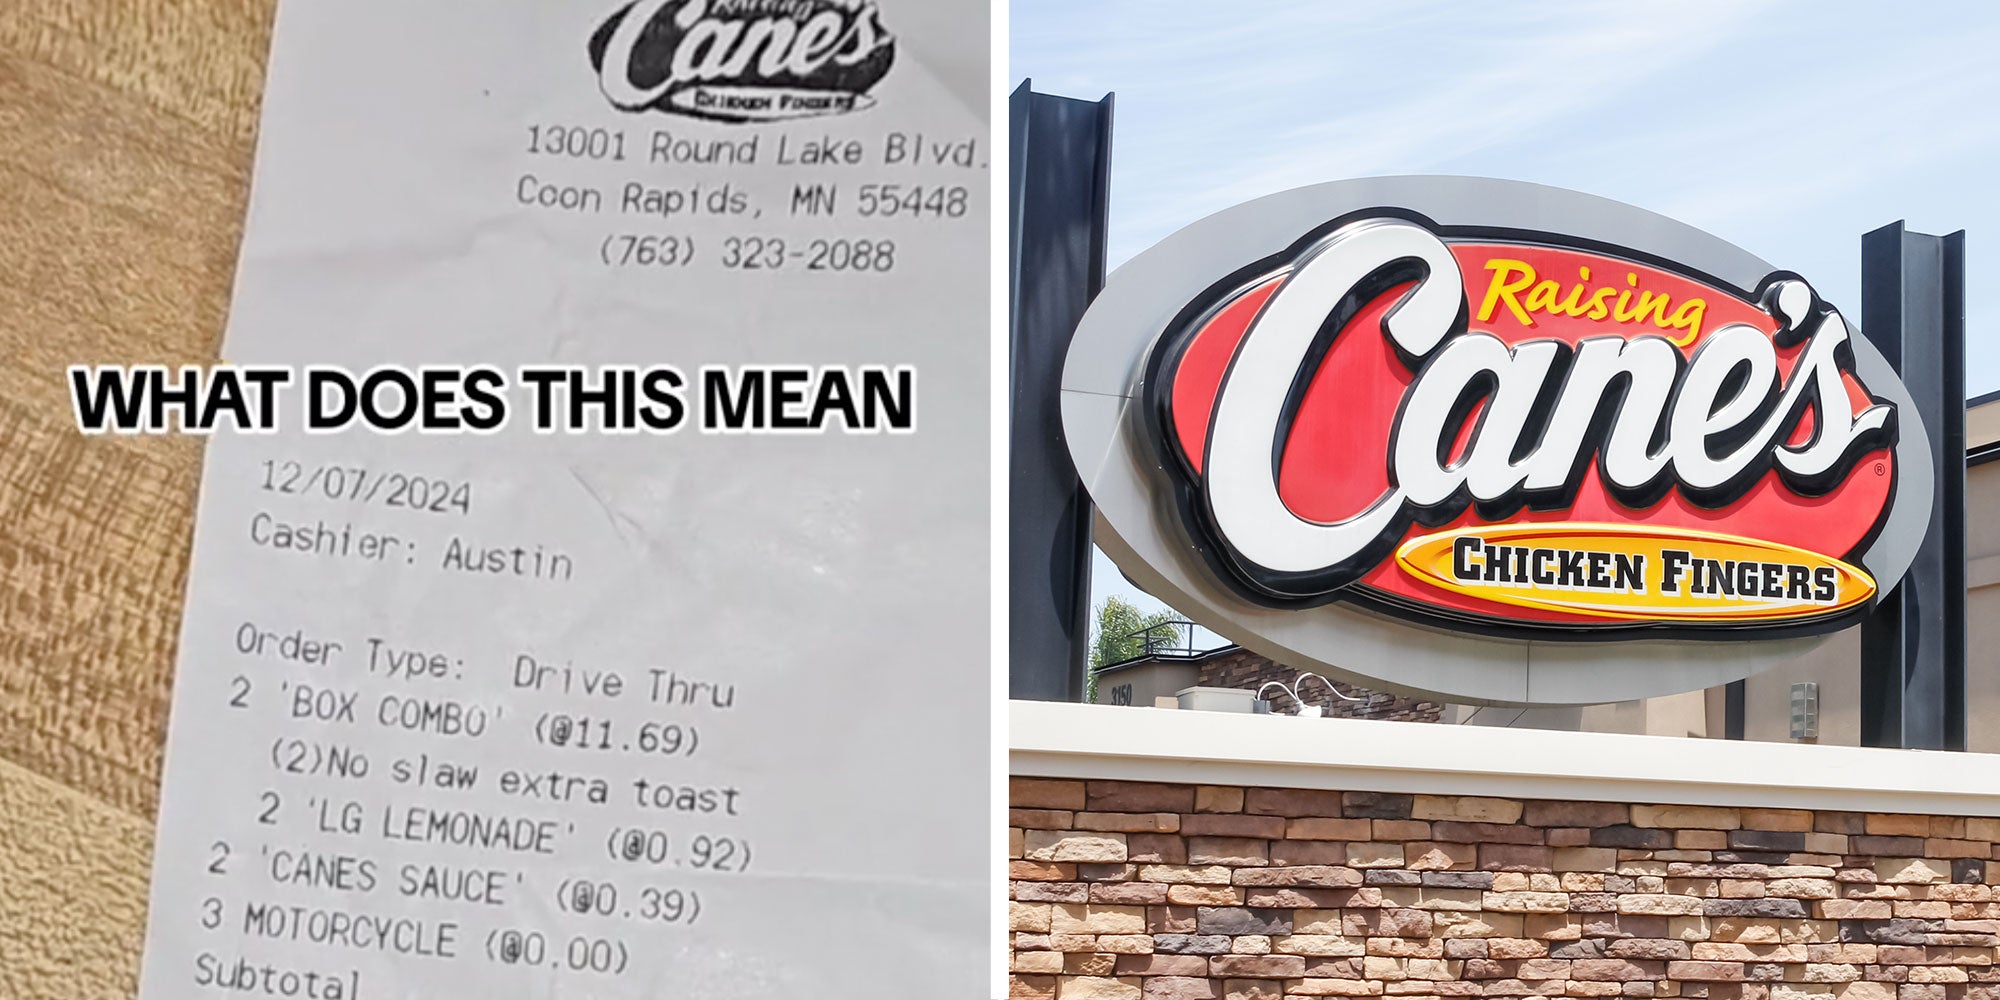 Raising
Cane's
CHICKEN FINGERS
13001 Round Lake Blvd.
Coon Rapids, MN 55448
(763) 323-2088
WHAT DOES THIS MEAN
12/07/2024
Cashier: Austin
Order Type: Drive Thru
2 'BOX COMBO' (@11.69)
(2)No slaw extra toast
2 'LG LEMONADE' (@0.92)
2 'CANES SAUCE' (@0.39)
3 MOTORCYCLE (@0.00)
Subtotal
Raising
Cane's
®
CHICKEN FINGERS
3150